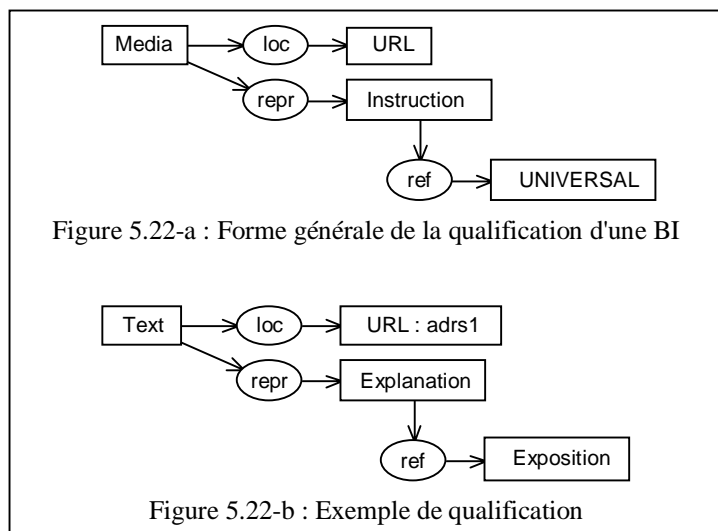 Media loc URL
repr Instruction
ref UNIVERSAL
Figure 5.22-a : Forme générale de la qualification d'une BI
Text loc URL : adrs1
repr Explanation
ref Exposition
Figure 5.22-b : Exemple de qualification